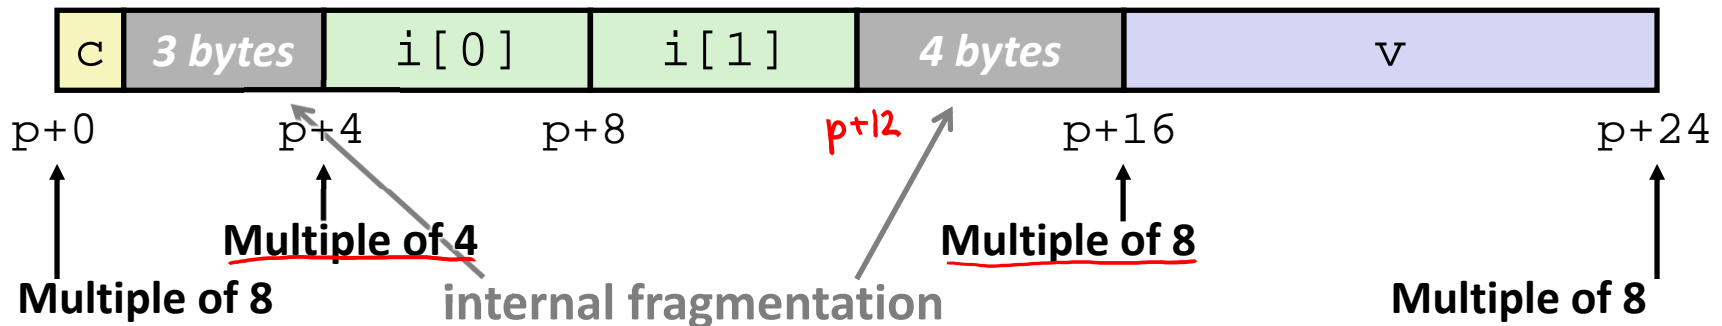 c 3 bytes i[0] i[1] 4 bytes v
p+0 p+4 p+8 p+12 p+16 p+24
Multiple of 4 Multiple of 8
Multiple of 8 internal fragmentation Multiple of 8